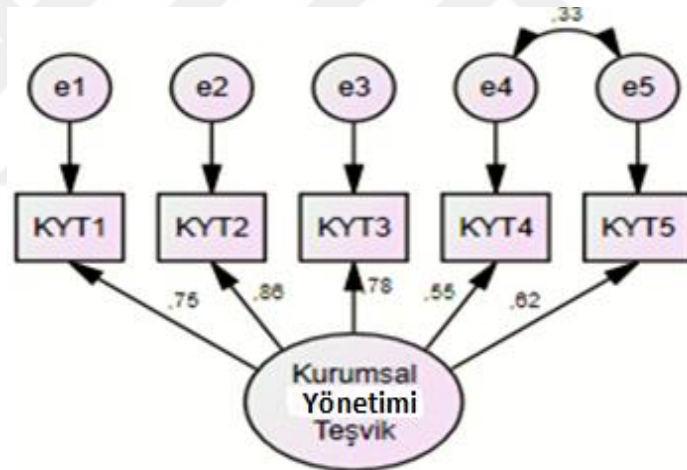 ,33
e1 e2 e3 e4 e5
KYT1 KYT2 KYT3 KYT4 KYT5
,75 ,86 ,78 ,55 ,62
Kurumsal
Yönetimi
Teşvik